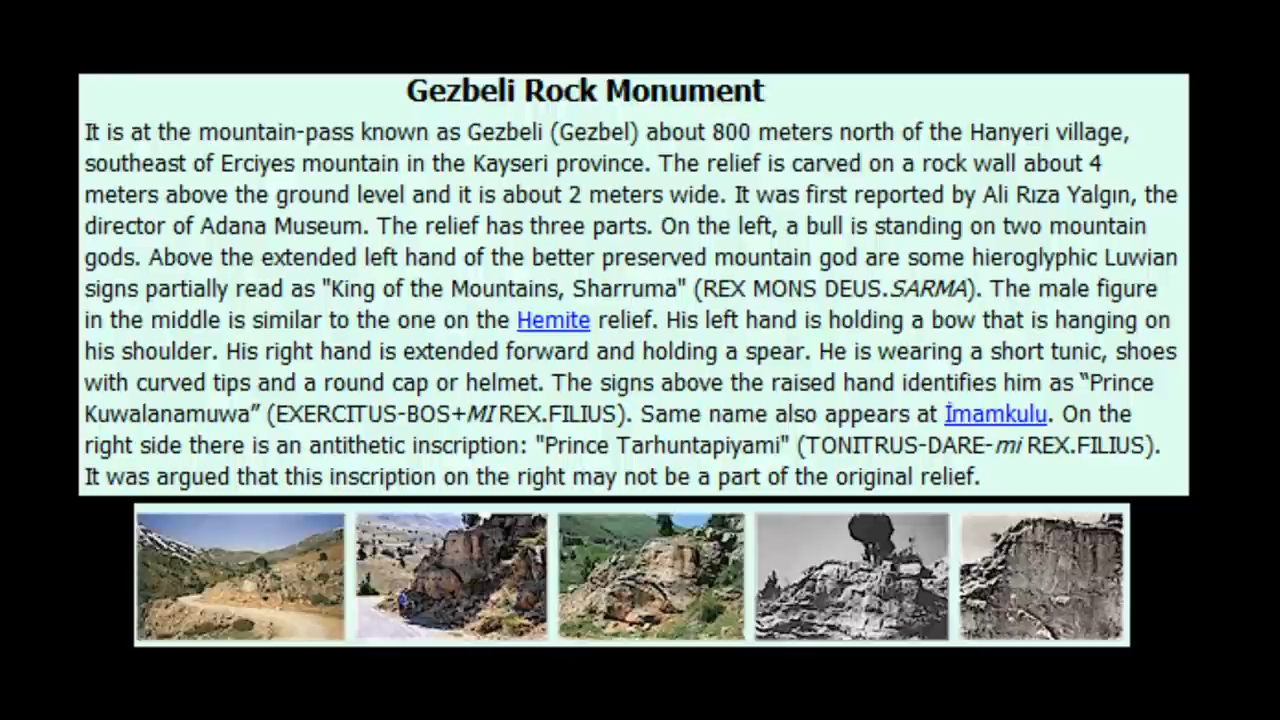 Gezbeli Rock Monument
It is at the mountain-pass known as Gezbeli (Gezbel) about 800 meters north of the Hanyeri village,
southeast of Erciyes mountain in the Kayseri province. The relief is carved on a rock wall about 4
meters above the ground level and it is about 2 meters wide. It was first reported by Ali Rıza Yalgın, the
director of Adana Museum. The relief has three parts. On the left, a bull is standing on two mountain
gods. Above the extended left hand of the better preserved mountain god are some hieroglyphic Luwian
signs partially read as "King of the Mountains, Sharruma" (REX MONS DEUS.SARMA). The male figure
in the middle is similar to the one on the Hemite relief. His left hand is holding a bow that is hanging on
his shoulder. His right hand is extended forward and holding a spear. He is wearing a short tunic, shoes
with curved tips and a round cap or helmet. The signs above the raised hand identifies him as “Prince
Kuwalanamuwa” (EXERCITUS-BOS+MI REX.FILIUS). Same name also appears at İmamkulu. On the
right side there is an antithetic inscription: "Prince Tarhuntapiyami" (TONITRUS-DARE-mi REX.FILIUS).
It was argued that this inscription on the right may not be a part of the original relief.